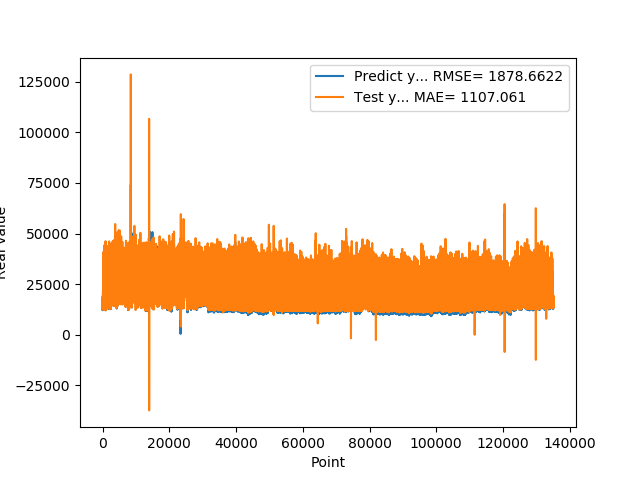 Predict y... RMSE= 1878.6622
Test y... MAE= 1107.061
125000
100000
75000
50000
25000
0
−25000
0 20000 40000 60000 80000 100000 120000 140000
Point
Real value